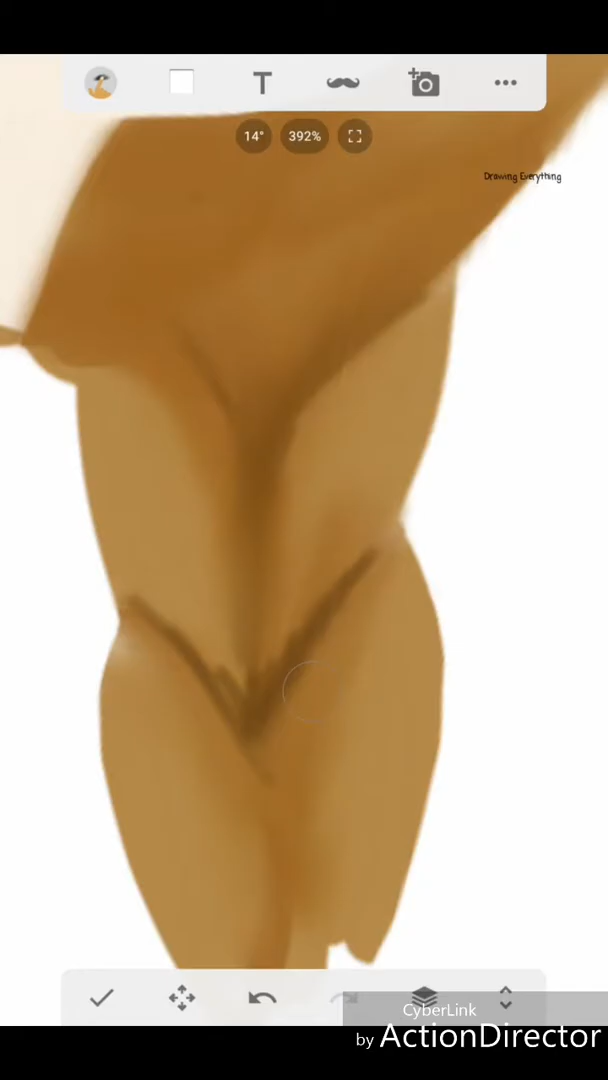 T
14°
392%
Drawing Everything
CyberLink
by ActionDirector